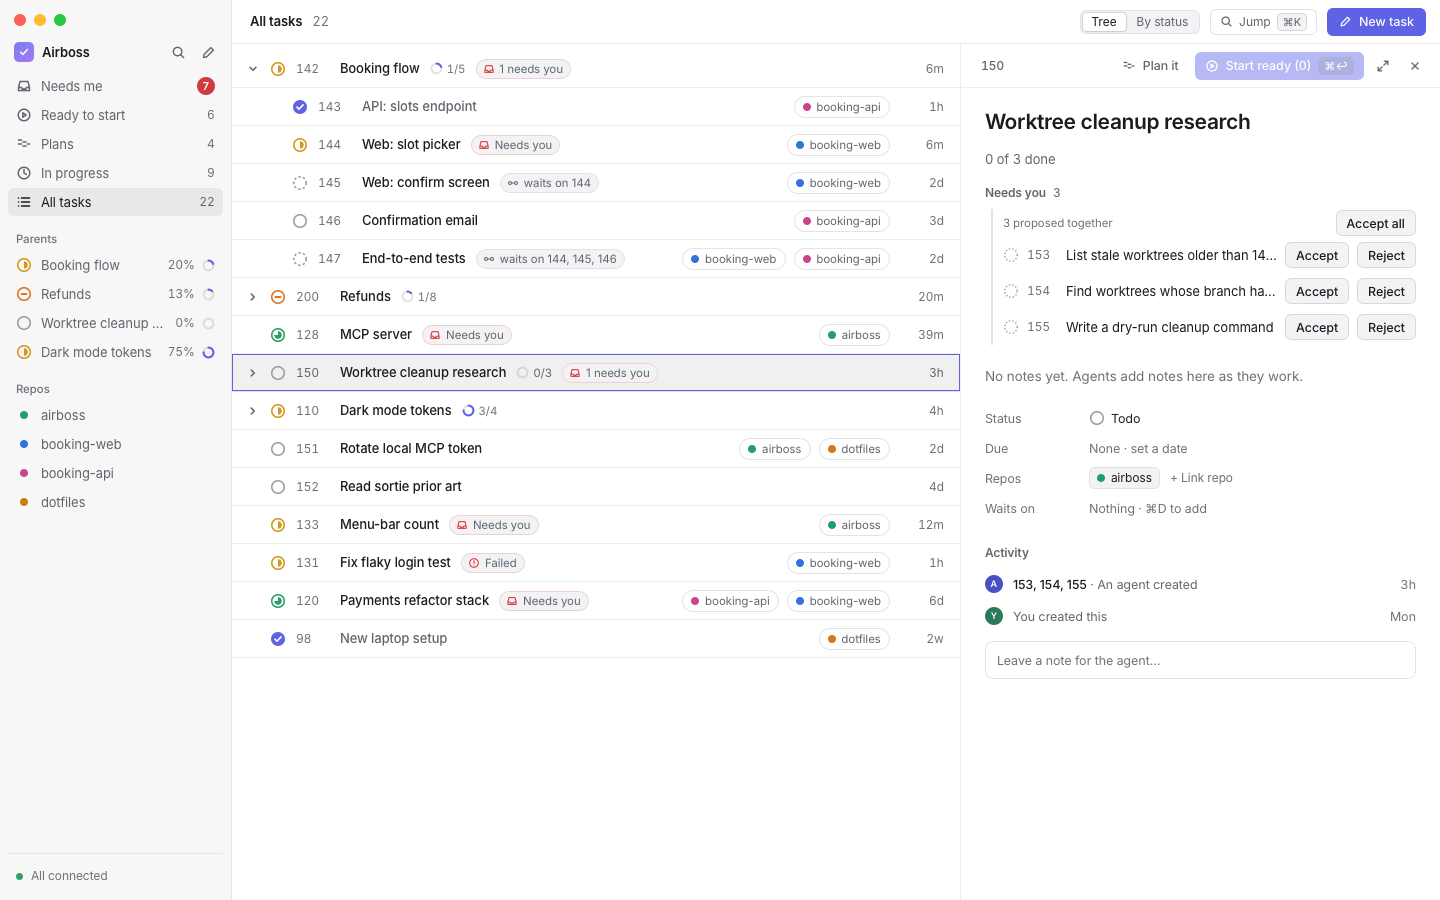 Airboss
Needs me 7
Ready to start 6
Plans 4
In progress 9
All tasks 22
Parents
Booking flow 20%
Refunds 13%
Worktree cleanup ... 0%
Dark mode tokens 75%
Repos
airboss
booking-web
booking-api
dotfiles
All connected
All tasks 22
Tree By status Jump ⌘K New task
142 Booking flow 1/5 1 needs you 6m
143 API: slots endpoint booking-api 1h
144 Web: slot picker Needs you booking-web 6m
145 Web: confirm screen waits on 144 booking-web 2d
146 Confirmation email booking-api 3d
147 End-to-end tests waits on 144, 145, 146 booking-web booking-api 2d
200 Refunds 1/8 20m
128 MCP server Needs you airboss 39m
150 Worktree cleanup research 0/3 1 needs you 3h
110 Dark mode tokens 3/4 4h
151 Rotate local MCP token airboss dotfiles 2d
152 Read sortie prior art 4d
133 Menu-bar count Needs you airboss 12m
131 Fix flaky login test Failed booking-web 1h
120 Payments refactor stack Needs you booking-api booking-web 6d
98 New laptop setup dotfiles 2w
150 Plan it Start ready (0) ⌘↩
Worktree cleanup research
0 of 3 done
Needs you 3
3 proposed together Accept all
153 List stale worktrees older than 14... Accept Reject
154 Find worktrees whose branch ha... Accept Reject
155 Write a dry-run cleanup command Accept Reject
No notes yet. Agents add notes here as they work.
Status Todo
Due None · set a date
Repos airboss + Link repo
Waits on Nothing · ⌘D to add
Activity
A 153, 154, 155 · An agent created 3h
Y You created this Mon
Leave a note for the agent...